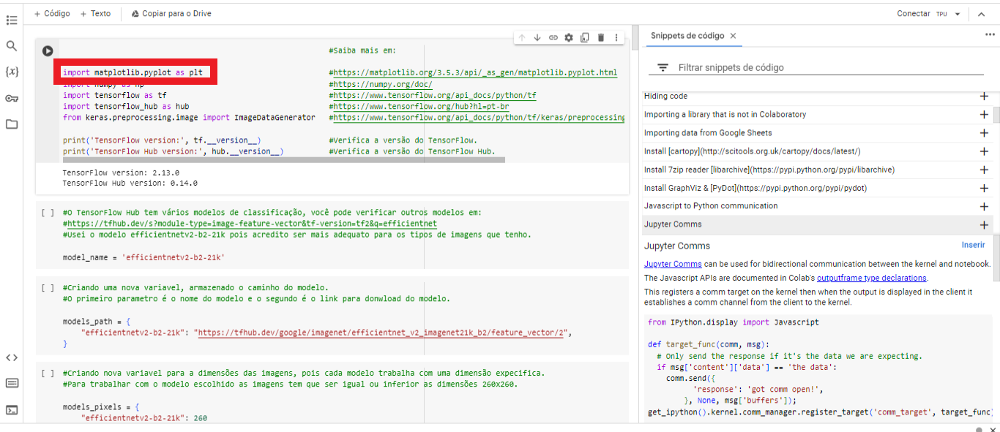 + Código + Texto Copiar para o Drive
Conectar TPU
#Saiba mais em:
import matplotlib.pyplot as plt #https://matplotlib.org/3.5.3/api/_as_gen/matplotlib.pyplot.html
import numpy as np #https://numpy.org/doc/
import tensorflow as tf #https://www.tensorflow.org/api_docs/python/tf
import tensorflow_hub as hub #https://www.tensorflow.org/hub?hl=pt-br
from keras.preprocessing.image import ImageDataGenerator #https://www.tensorflow.org/api_docs/python/tf/keras/preprocessing
print('TensorFlow version:', tf.__version__) #Verifica a versão do TensorFlow.
print('TensorFlow Hub version:', hub.__version__) #Verifica a versão do TensorFlow Hub.
TensorFlow version: 2.13.0
TensorFlow Hub version: 0.14.0
[ ] #O TensorFlow Hub tem vários modelos de classificação, você pode verificar outros modelos em:
#https://tfhub.dev/s?module-type=image-feature-vector&tf-version=tf2&q=efficientnet
#Usei o modelo efficientnetv2-b2-21k pois acredito ser mais adequato para os tipos de imagens que tenho.
model_name = 'efficientnetv2-b2-21k'
[ ] #Criando uma nova variavel, armazenado o caminho do modelo.
#O primeiro parametro é o nome do modelo e o segundo é o link para donwload do modelo.
models_path = {
"efficientnetv2-b2-21k": "https://tfhub.dev/google/imagenet/efficientnet_v2_imagenet21k_b2/feature_vector/2",
}
[ ] #Criando nova variavel para a dimensões das imagens, pois cada modelo trabalha com uma dimensão expecifica.
#Para trabalhar com o modelo escolhido as imagens tem que ser igual ou inferior as dimensões 260x260.
models_pixels = {
"efficientnetv2-b2-21k": 260
Snippets de código ×
Filtrar snippets de código
Hiding code
Importing a library that is not in Colaboratory
Importing data from Google Sheets
Install [cartopy](http://scitools.org.uk/cartopy/docs/latest/)
Install 7zip reader [libarchive](https://pypi.python.org/pypi/libarchive)
Install GraphViz & [PyDot](https://pypi.python.org/pypi/pydot)
Javascript to Python communication
Jupyter Comms
Jupyter Comms Inserir
Jupyter Comms can be used for bidirectional communication between the kernel and notebook.
The Javascript APIs are documented in Colab's outputframe type declarations.
This registers a comm target on the kernel then when the output is displayed in the client it
establishes a comm channel from the client to the kernel.
from IPython.display import Javascript
def target_func(comm, msg):
# Only send the response if it's the data we are expecting.
if msg['content']['data'] == 'the data':
comm.send({
'response': 'got comm open!',
}, None, msg['buffers']);
get_ipython().kernel.comm_manager.register_target('comm_target', target_func)